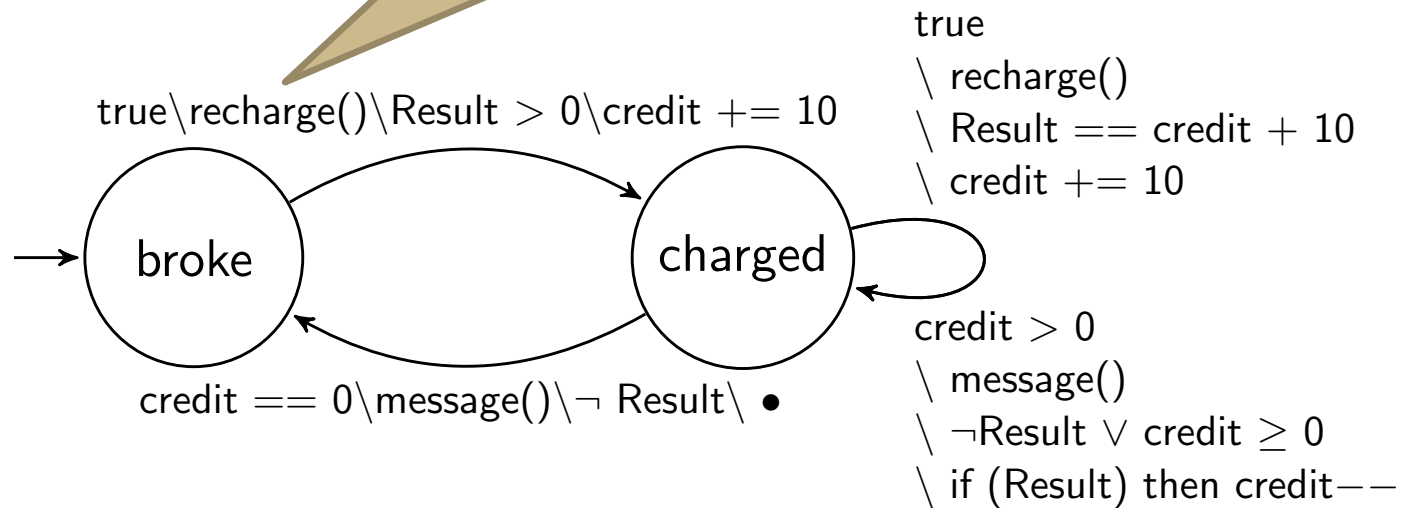 true
\ recharge()
\ Result == credit + 10
\ credit += 10
true\recharge()\Result > 0\credit += 10
broke
charged
credit == 0\message()\¬ Result\ •
credit > 0
\ message()
\ ¬Result ∨ credit ≥ 0
\ if (Result) then credit−−